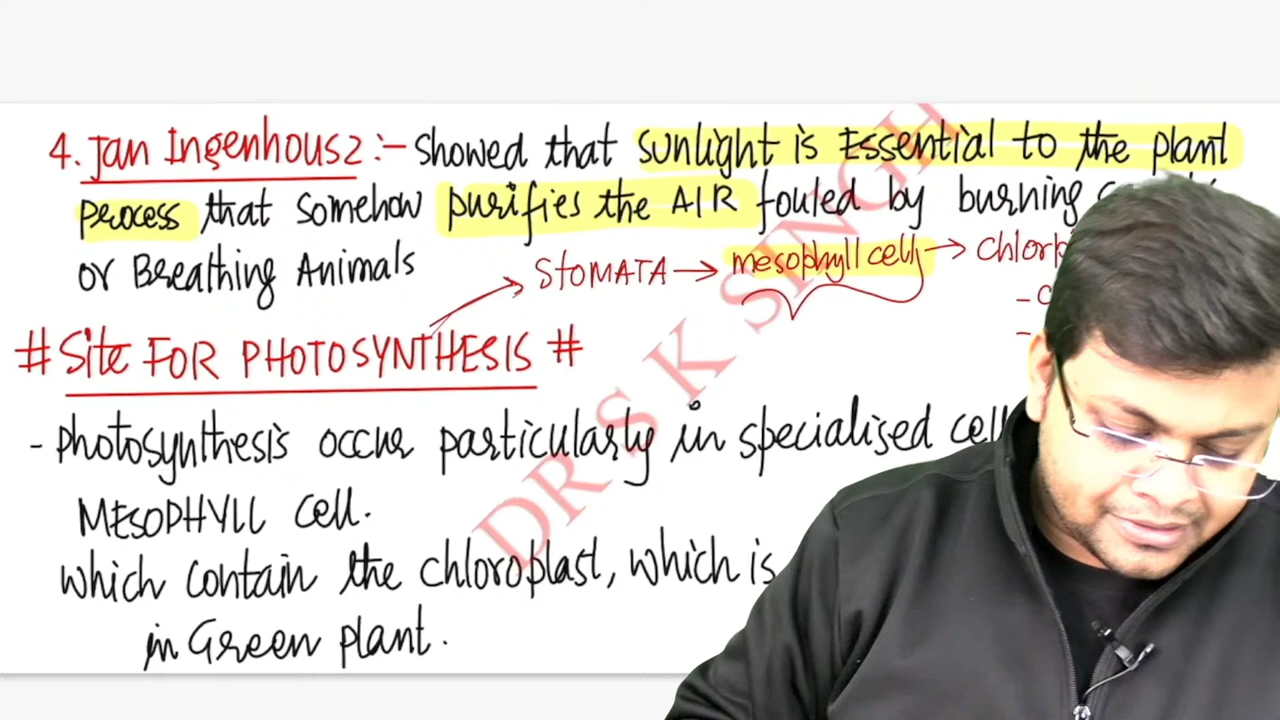 4. Jan Ingenhousz :- showed that sunlight is Essential to the plant
process that somehow purifies the AIR fouled by burning
or Breathing Animals
STOMATA → mesophyll cell →
# Site FOR PHOTOSYNTHESIS #
- photosynthesis occur particularly in specialised
MESOPHYLL cell.
which contain the chloroplast, which is
in Green plant.
DR S K SINGH